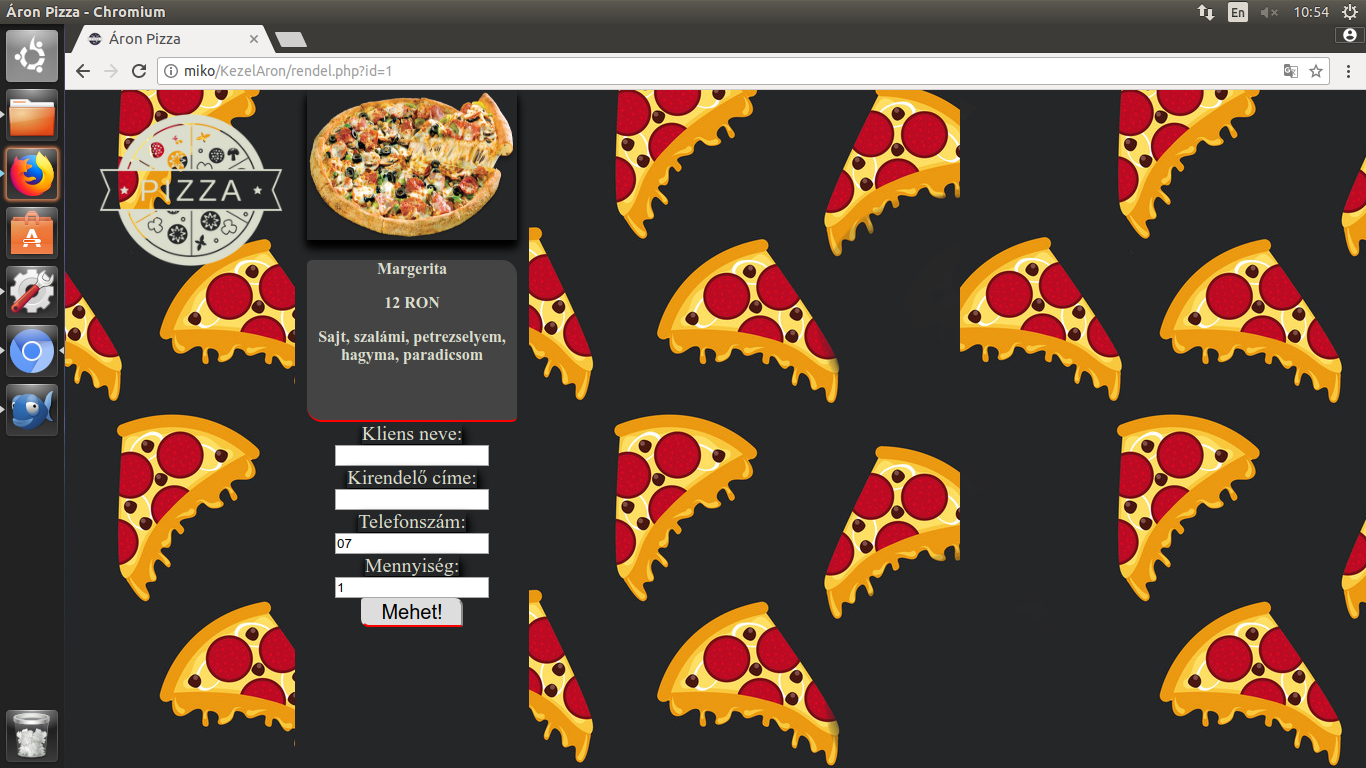 Áron Pizza - Chromium
En
10:54
Áron Pizza
miko/KezelAron/rendel.php?id=1
PIZZA
Margerita
12 RON
Sajt, szalámi, petrezselyem,
hagyma, paradicsom
Kliens neve:
Kirendelő címe:
Telefonszám:
07
Mennyiség:
1
Mehet!